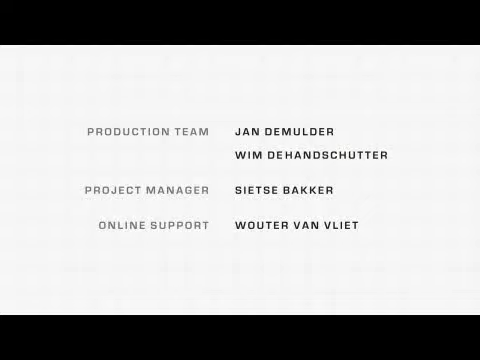 PRODUCTION TEAM JAN DEMULDER
WIM DEHANDSCHUTTER
PROJECT MANAGER SIETSE BAKKER
ONLINE SUPPORT WOUTER VAN VLIET